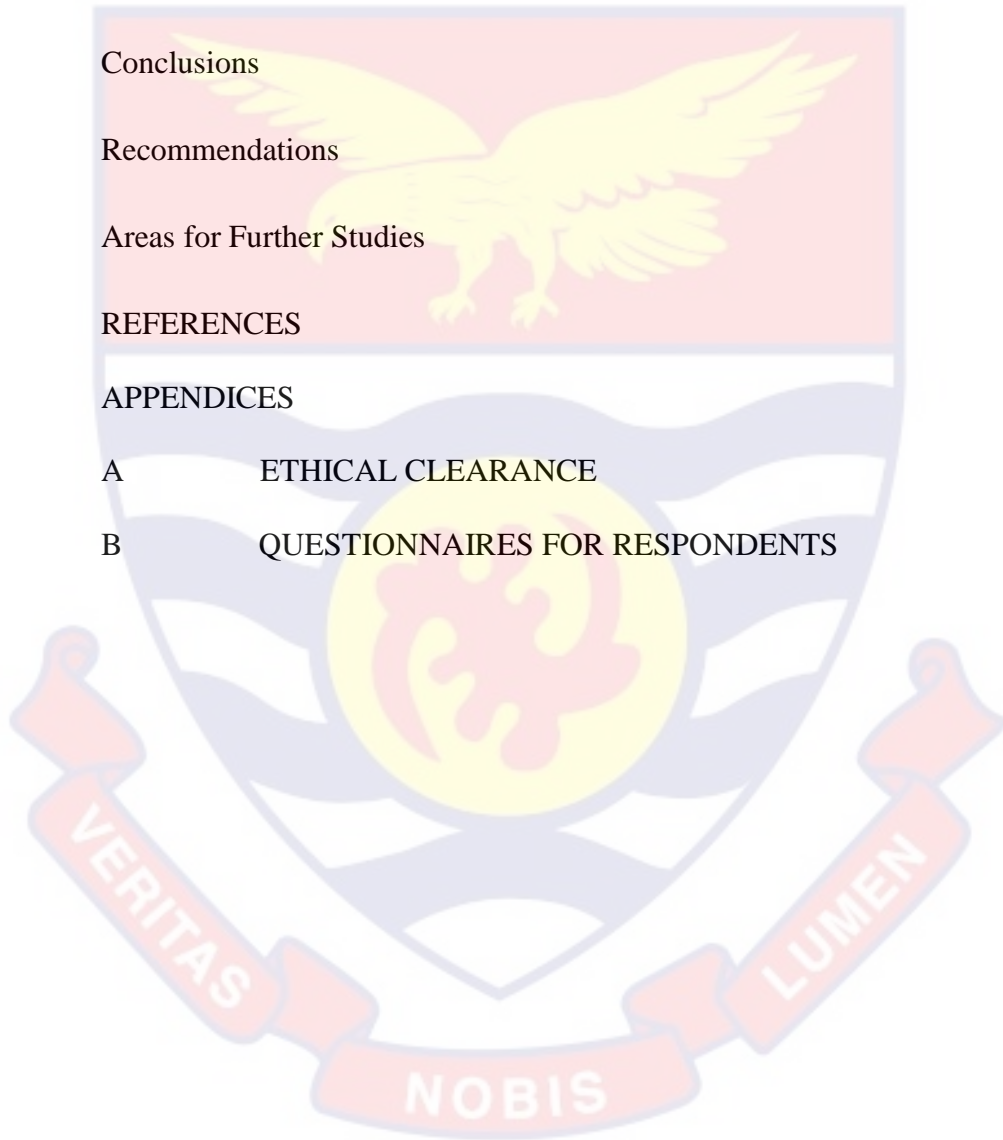 Conclusions
Recommendations
Areas for Further Studies
REFERENCES
APPENDICES
A ETHICAL CLEARANCE
B QUESTIONNAIRES FOR RESPONDENTS
VERITAS
NOBIS
LUMEN